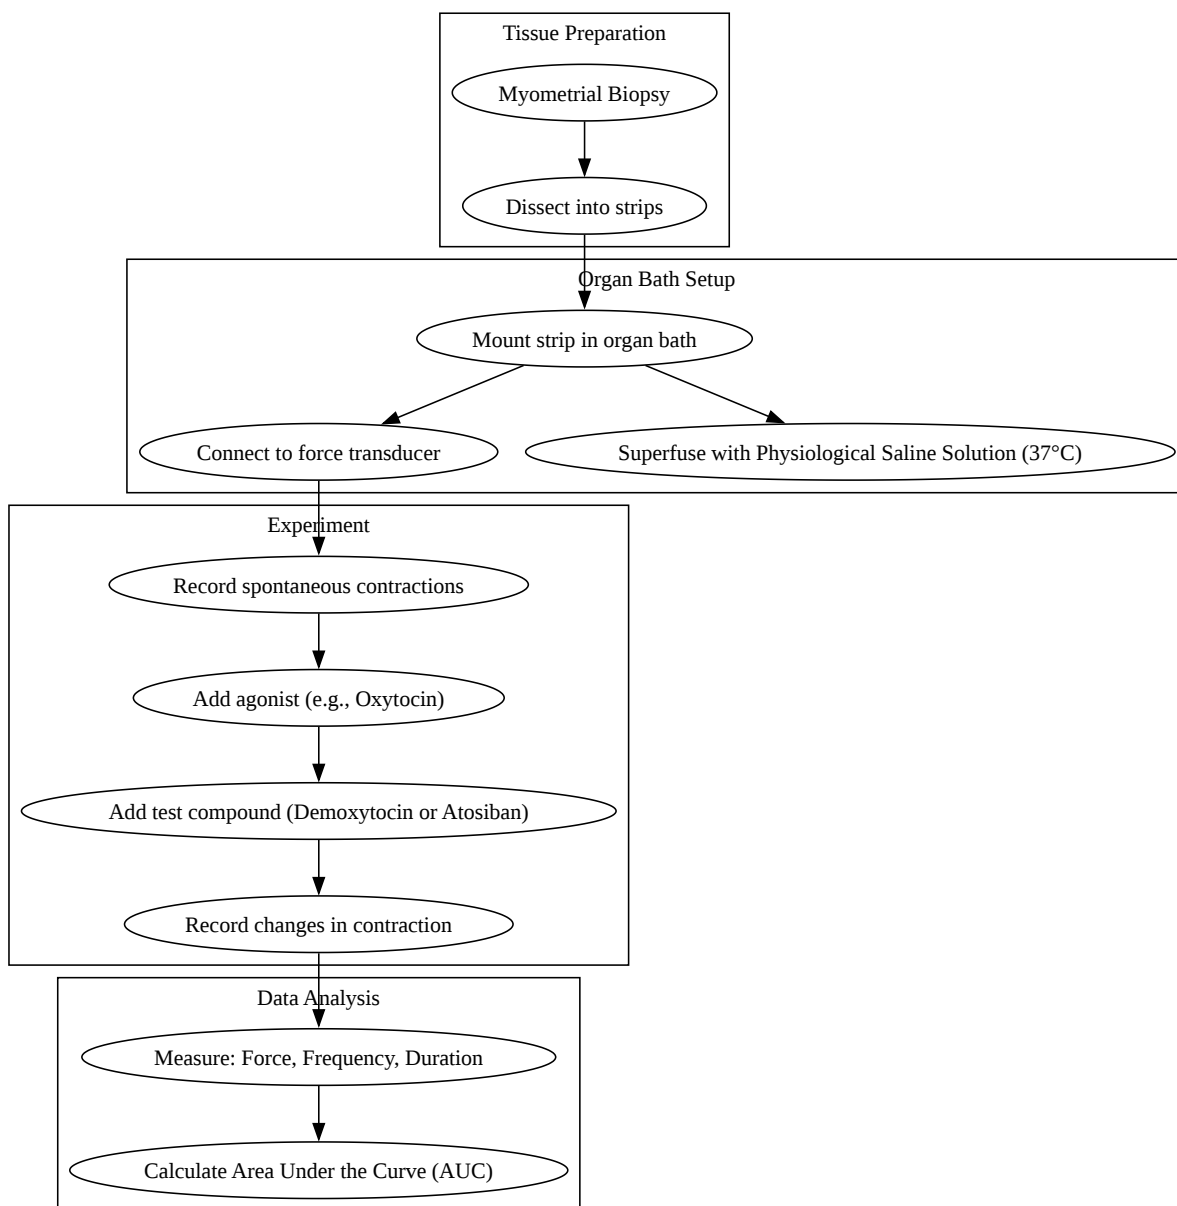 Tissue Preparation
Myometrial Biopsy
Dissect into strips
Organ Bath Setup
Mount strip in organ bath
Connect to force transducer
Superfuse with Physiological Saline Solution (37°C)
Experiment
Record spontaneous contractions
Add agonist (e.g., Oxytocin)
Add test compound (Demoxytocin or Atosiban)
Record changes in contraction
Data Analysis
Measure: Force, Frequency, Duration
Calculate Area Under the Curve (AUC)